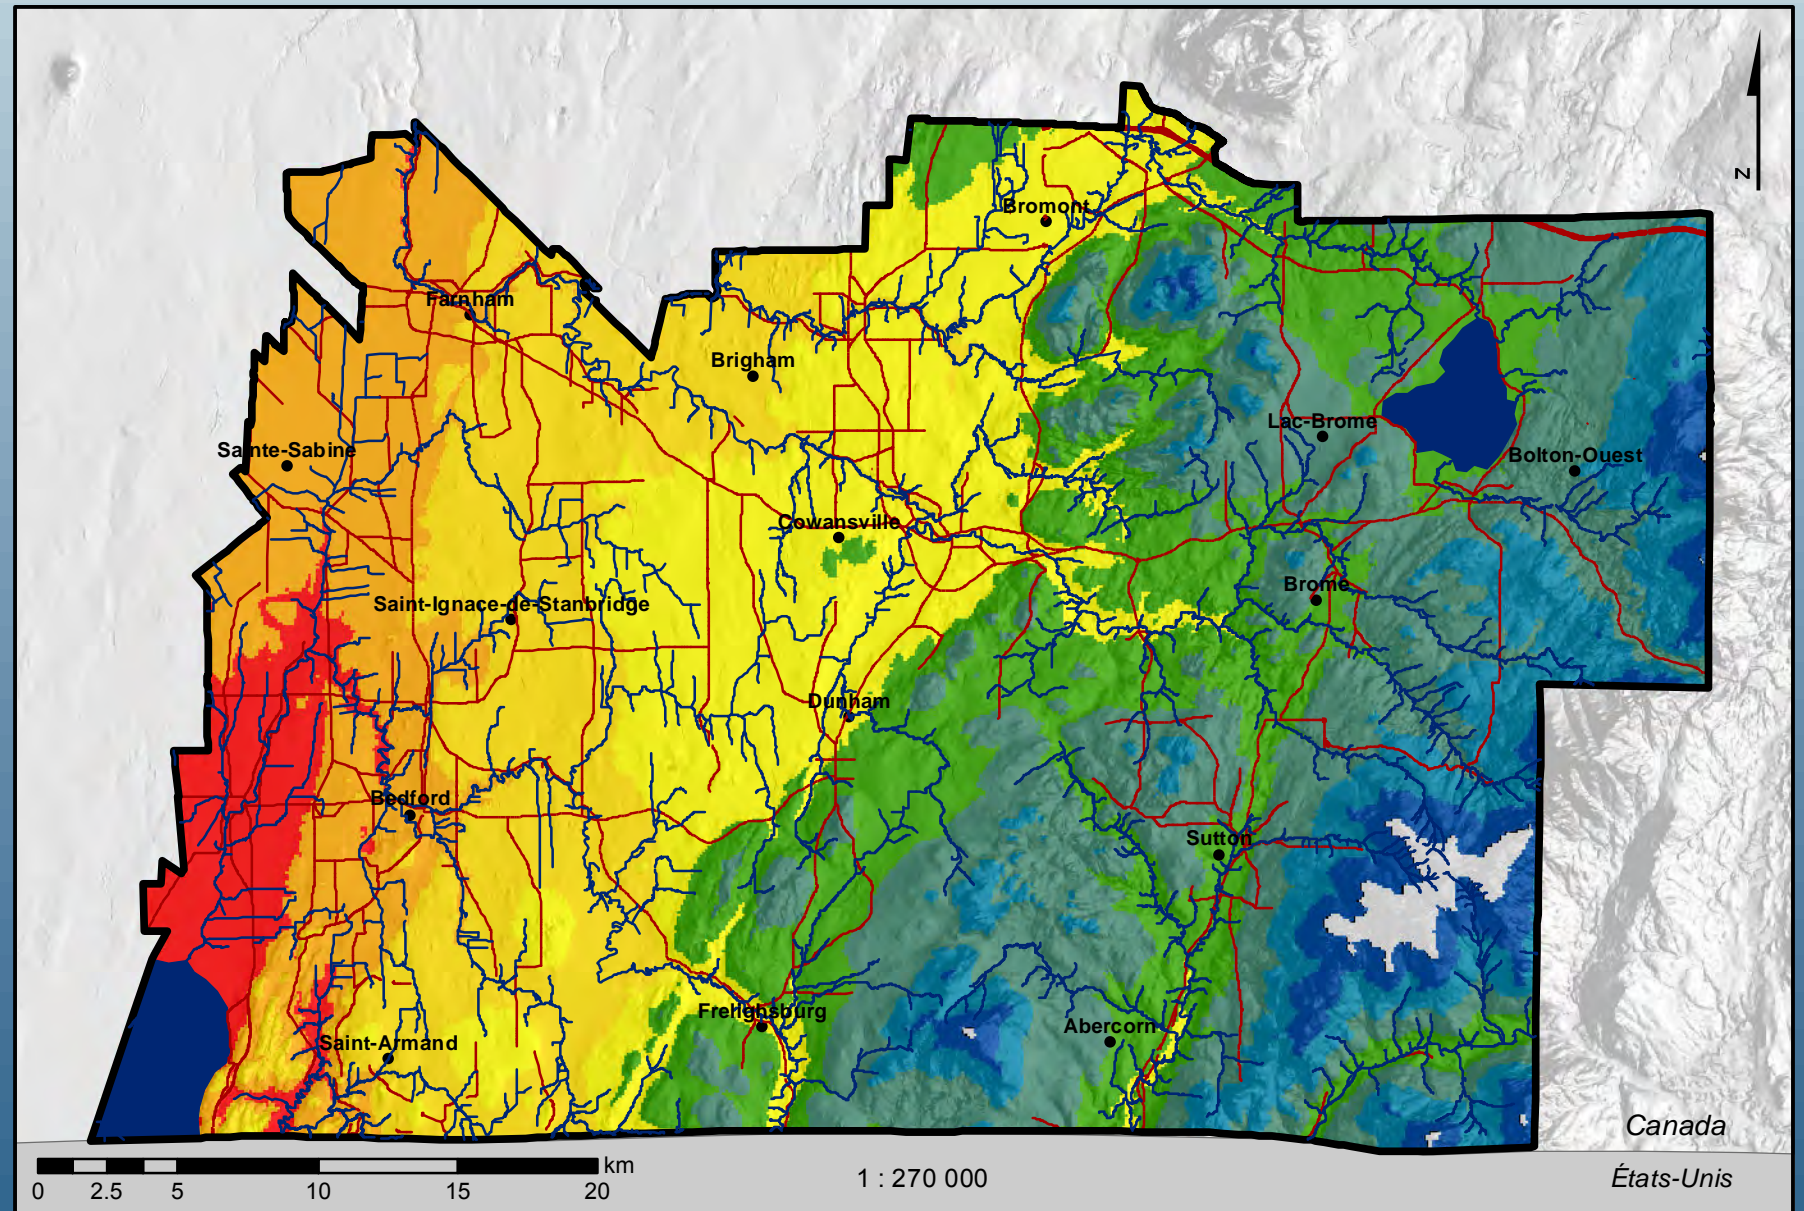 Z
Bromont
Farnham
Brigham
Lac-Brome
Sainte-Sabine
Bolton-Ouest
Cowansville
Brome
Saint-Ignace-de-Stanbridge
Dunham
Bedford
Sutton
Frelighsburg
Abercorn
Saint-Armand
Canada
km
0 2.5 5 10 15 20
1 : 270 000
États-Unis